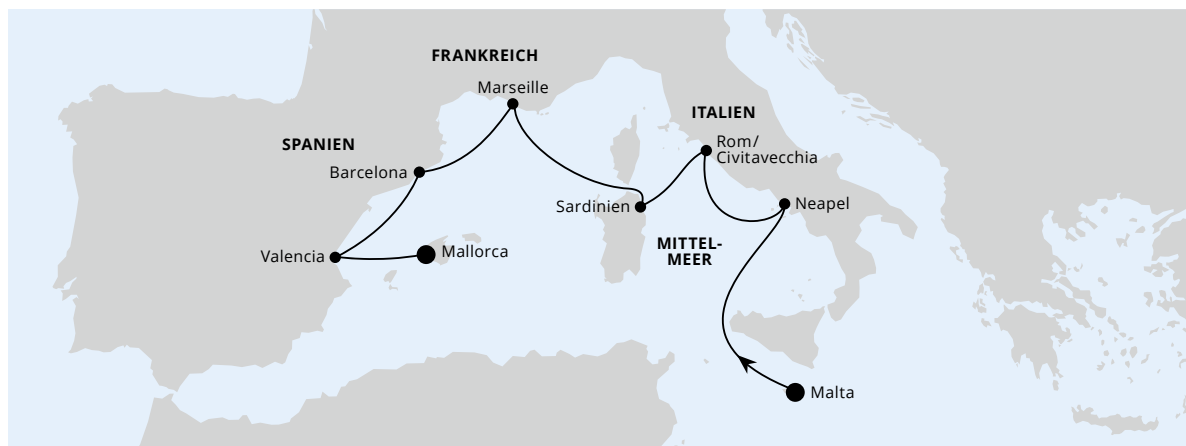 FRANKREICH
Marseille
ITALIEN
Rom/
Civitavecchia
SPANIEN
Barcelona
Sardinien
Neapel
MITTEL-
MEER
Valencia
Mallorca
Malta